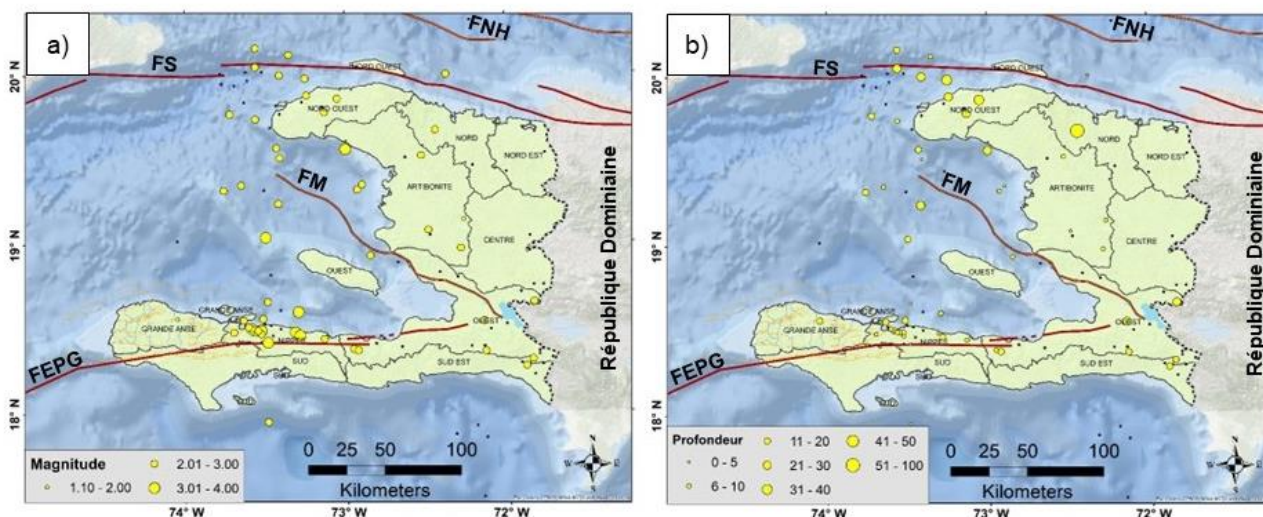 a)
FNH
FS
NORD OUEST
20° N
NORD OUEST
NORD
NORD EST
ARTIBONITE
FM
CENTRE
19° N
OUEST
République Dominiaine
GRANDE ANSE
GRANDE ANSE
OUEST
NIPPES
FEPG
SUD
SUD EST
18° N
0 25 50 100
Kilometers
Magnitude
1.10 - 2.00
2.01 - 3.00
3.01 - 4.00
N
W E
S
74° W
73° W
72° W
b)
FNH
FS
NORD OUEST
20° N
NORD OUEST
NORD
NORD EST
ARTIBONITE
FM
CENTRE
19° N
OUEST
République Dominiaine
GRANDE ANSE
GRANDE ANSE
OUEST
NIPPES
FEPG
SUD
SUD EST
18° N
0 25 50 100
Kilometers
Profondeur
0 - 5
6 - 10
11 - 20
21 - 30
31 - 40
41 - 50
51 - 100
N
W E
S
74° W
73° W
72° W